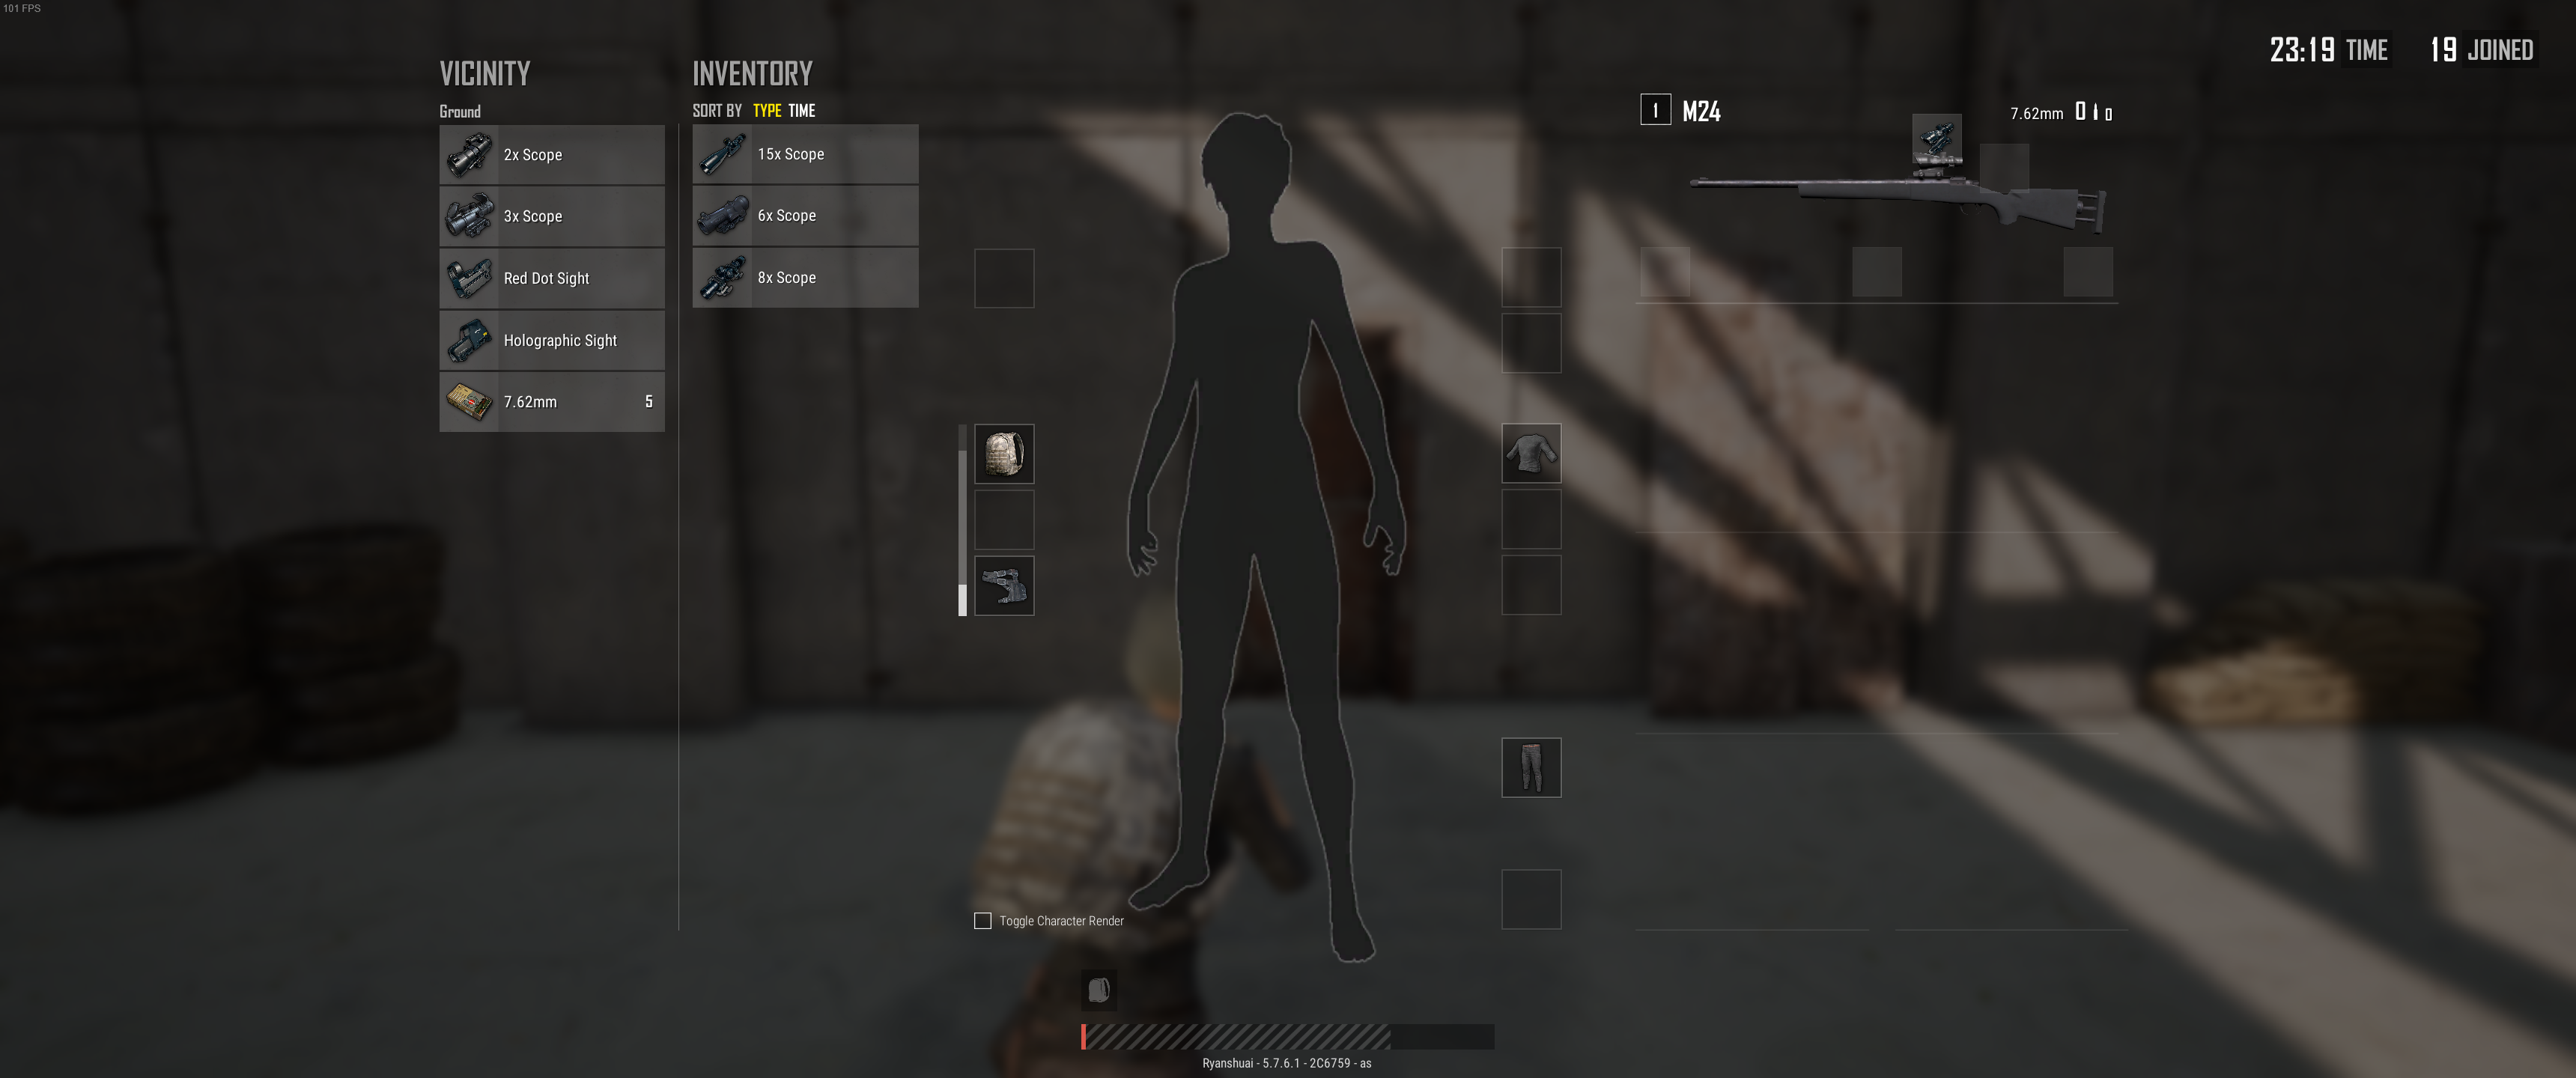 101 FPS
23:19 TIME 19 JOINED
VICINITY
Ground
2x Scope
3x Scope
Red Dot Sight
Holographic Sight
7.62mm 5
INVENTORY
SORT BY TYPE TIME
15x Scope
6x Scope
8x Scope
1 M24 7.62mm 0 0
Toggle Character Render
Ryanshuai - 5.7.6.1 - 2C6759 - as